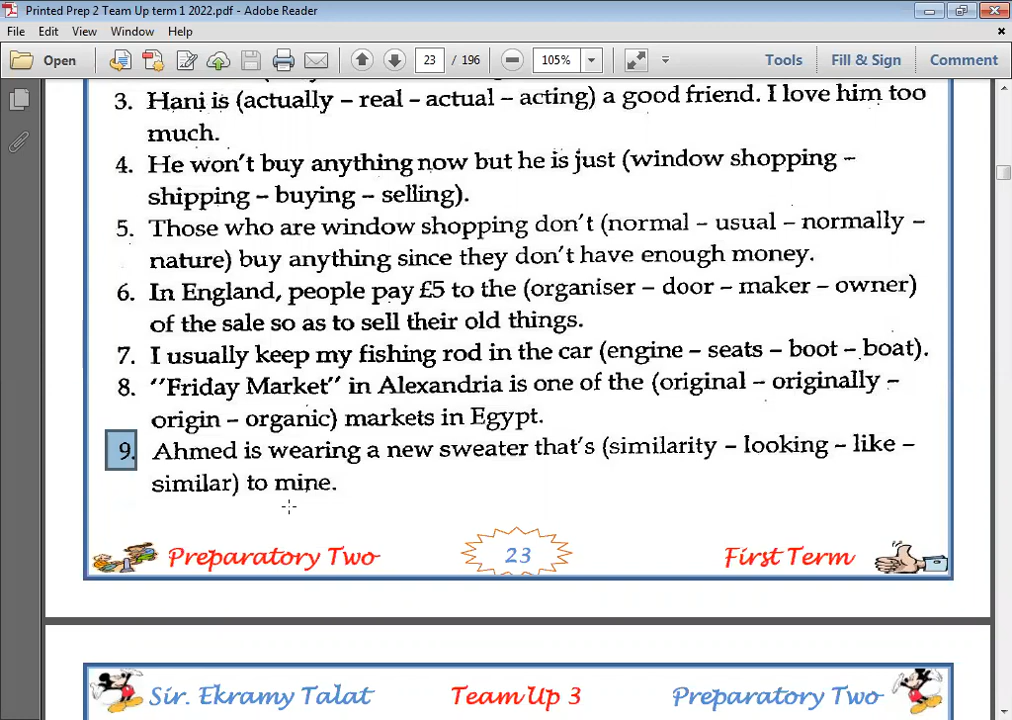 Printed Prep 2 Team Up term 1 2022.pdf - Adobe Reader
File Edit View Window Help
Open 23 / 196 105% Tools Fill & Sign Comment
3. Hani is (actually – real – actual – acting) a good friend. I love him too
much.
4. He won't buy anything now but he is just (window shopping –
shipping – buying – selling).
5. Those who are window shopping don't (normal – usual – normally –
nature) buy anything since they don't have enough money.
6. In England, people pay £5 to the (organiser – door – maker – owner)
of the sale so as to sell their old things.
7. I usually keep my fishing rod in the car (engine – seats – boot – boat).
8. ''Friday Market'' in Alexandria is one of the (original – originally –
origin – organic) markets in Egypt.
9. Ahmed is wearing a new sweater that's (similarity – looking – like –
similar) to mine.
Preparatory Two 23 First Term
Sir. Ekramy Talat Team Up 3 Preparatory Two